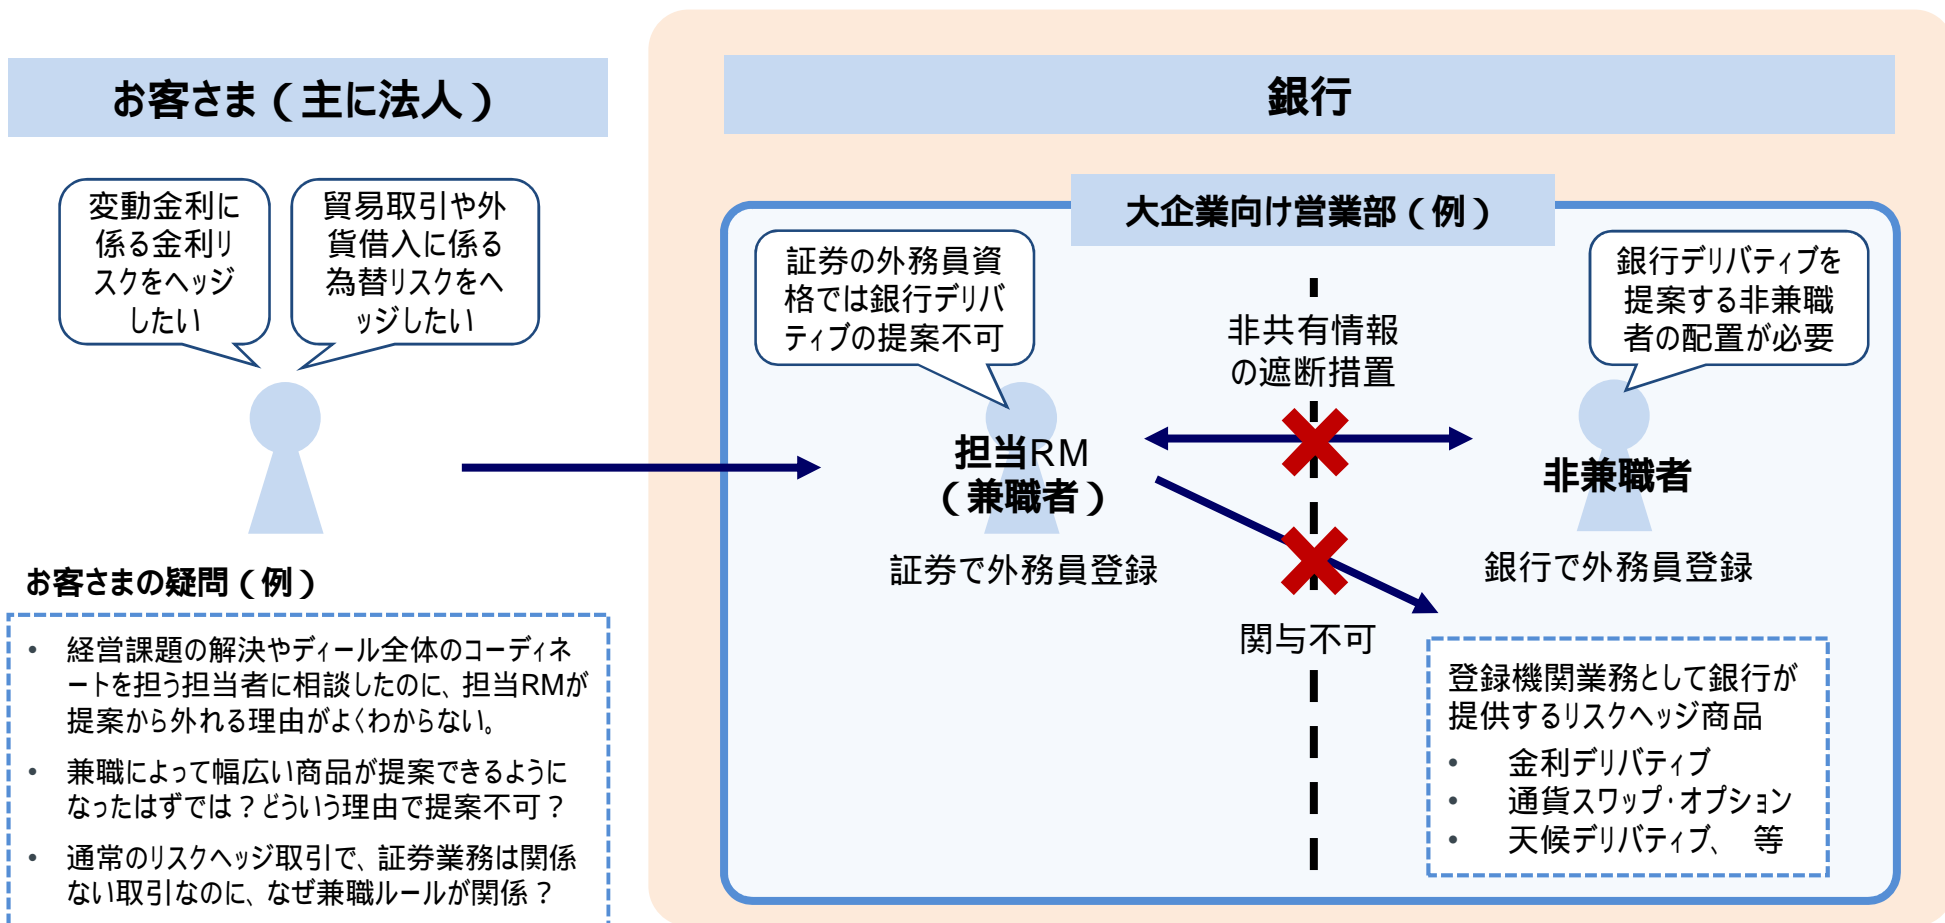 お客さま（主に法人）
変動金利に
係る金利リ
スクをヘッジ
したい
貿易取引や外
貨借入に係る
為替リスクをヘ
ッジしたい
お客さまの疑問（例）
• 経営課題の解決やディール全体のコーディネ
ートを担う担当者に相談したのに、担当RMが
提案から外れる理由がよくわからない。
• 兼職によって幅広い商品が提案できるように
なったはずでは？どういう理由で提案不可？
• 通常のリスクヘッジ取引で、証券業務は関係
ない取引なのに、なぜ兼職ルールが関係？
銀行
大企業向け営業部（例）
証券の外務員資
格では銀行デリバ
ティブの提案不可
担当RM
（兼職者）
証券で外務員登録
非共有情報
の遮断措置
関与不可
銀行デリバティブを
提案する非兼職
者の配置が必要
非兼職者
銀行で外務員登録
登録機関業務として銀行が
提供するリスクヘッジ商品
• 金利デリバティブ
• 通貨スワップ・オプション
• 天候デリバティブ、 等